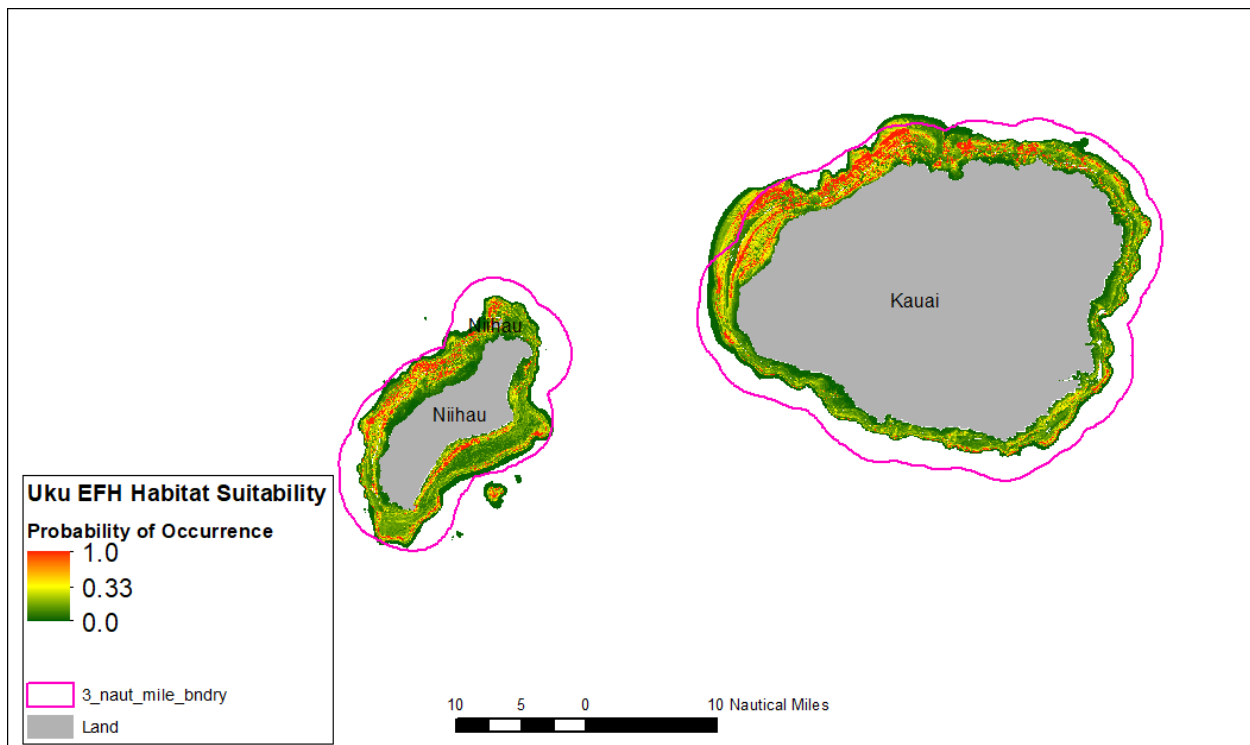 Kauai
Niihau
Niihau
Uku EFH Habitat Suitability
Probability of Occurrence
1.0
0.33
0.0
3_naut_mile_bndry
Land
10 5 0 10 Nautical Miles